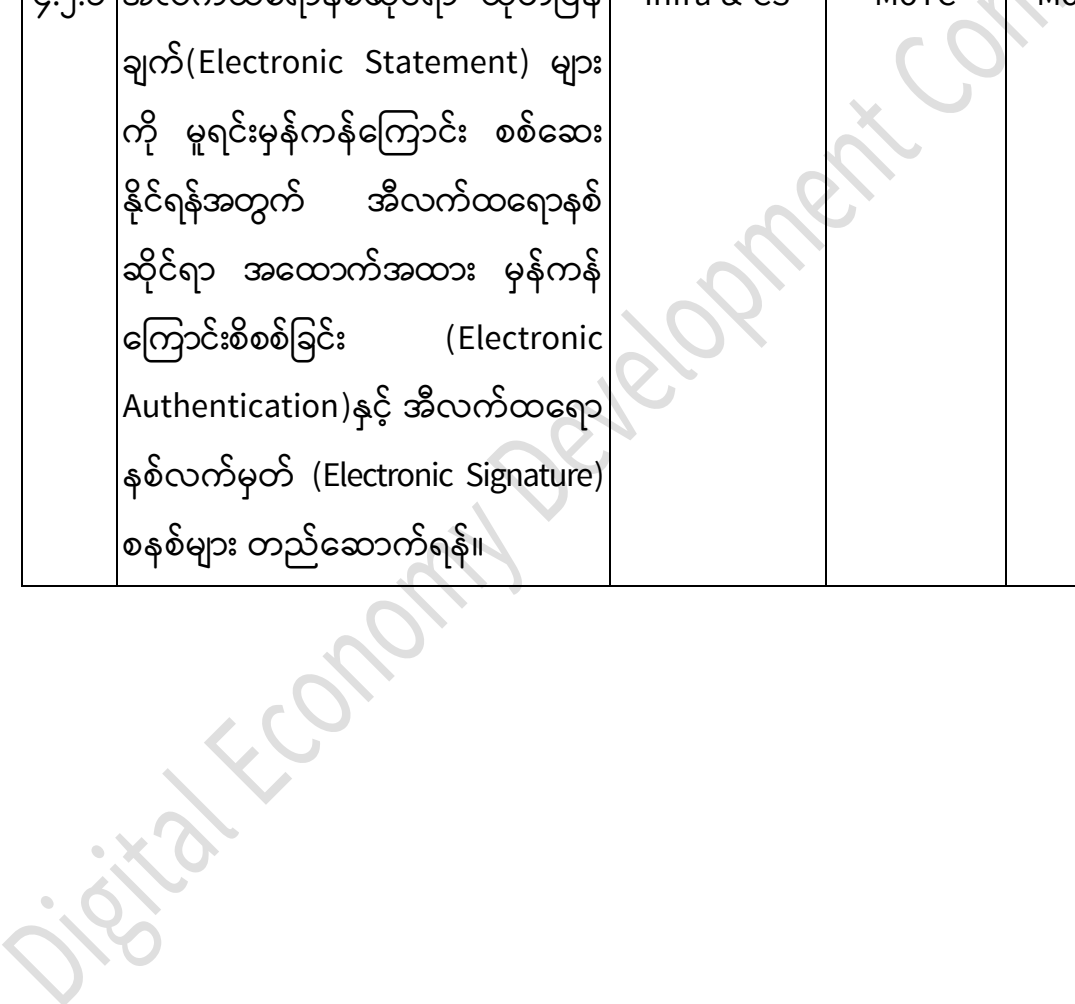 ချက်(Electronic Statement) များ
ကို မူရင်းမှန်ကန်ကြောင်း စစ်ဆေး
နိုင်ရန်အတွက် အီလက်ထရောနစ်
ဆိုင်ရာ အထောက်အထား မှန်ကန်
ကြောင်းစိစစ်ခြင်း (Electronic
Authentication)နှင့် အီလက်ထရော
နစ်လက်မှတ် (Electronic Signature)
စနစ်များ တည်ဆောက်ရန်။
Digital Economy Development